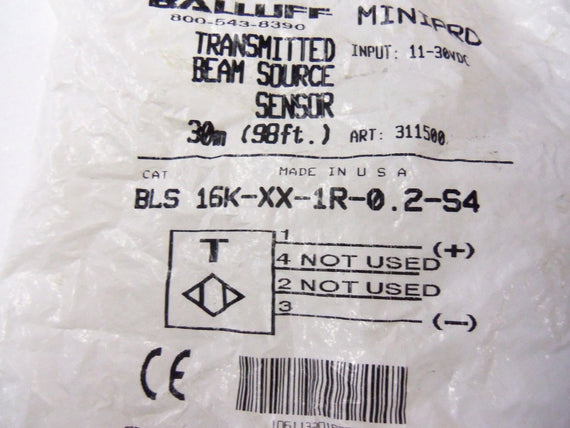 BALLUFF MINIPRO
800-543-8390
TRANSMITTED INPUT: 11-30VDC
BEAM SOURCE
SENSOR
30m (98ft.) ART: 311500
CAT MADE IN U S A
BLS 16K-XX-1R-0.2-S4
T
1 (+)
4 NOT USED
2 NOT USED
3 (—)
CE